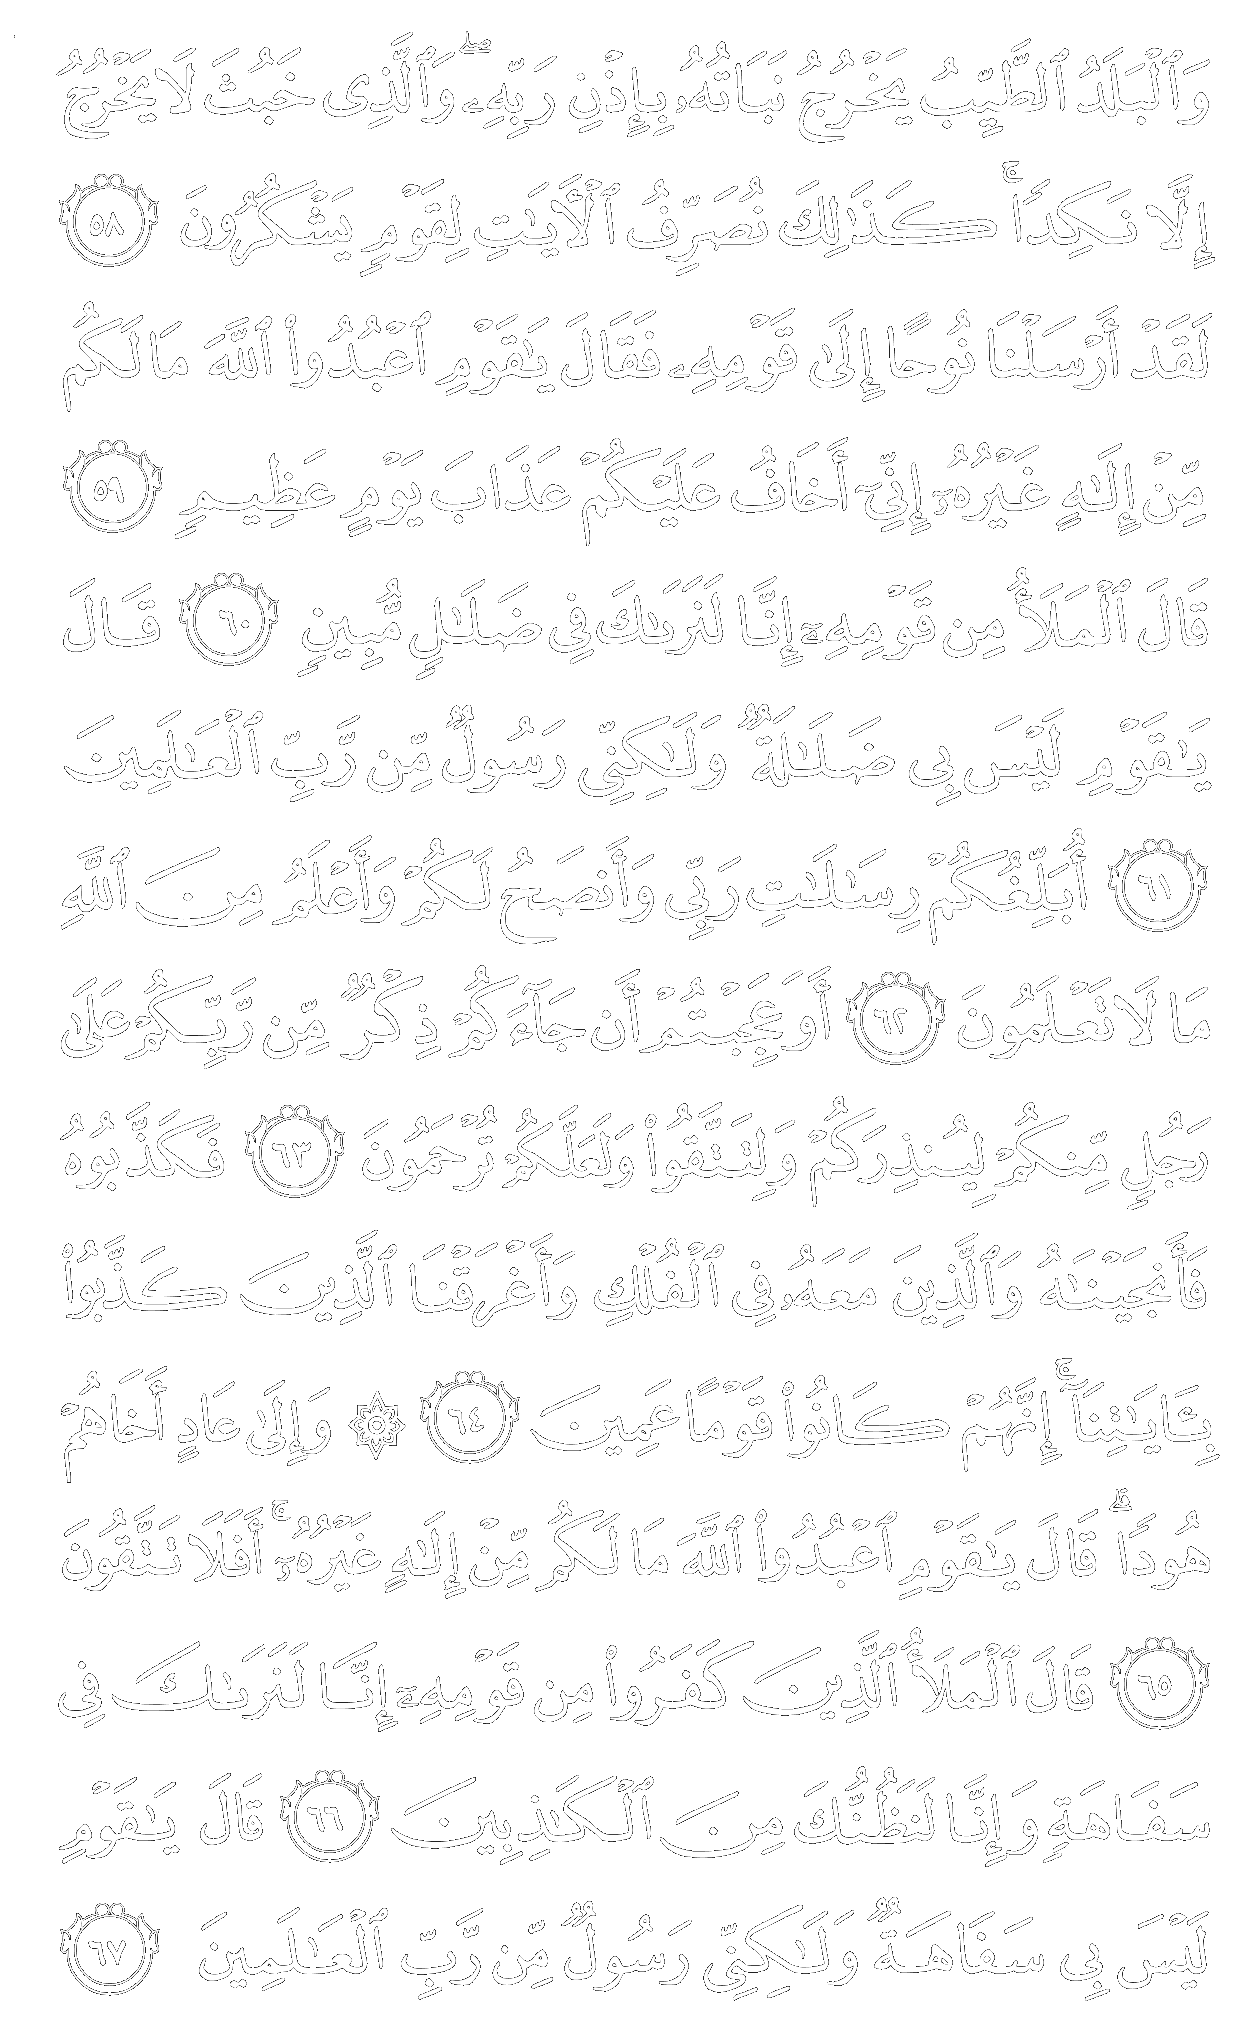 وَٱلْبَلَدُ ٱلطَّيِّبُ يَخْرُجُ نَبَاتُهُۥ بِإِذْنِ رَبِّهِۦ ۖ وَٱلَّذِى خَبُثَ لَا يَخْرُجُ
إِلَّا نَكِدًا ۚ كَذَٰلِكَ نُصَرِّفُ ٱلْـَٔايَـٰتِ لِقَوْمٍ يَشْكُرُونَ ٥٨
لَقَدْ أَرْسَلْنَا نُوحًا إِلَىٰ قَوْمِهِۦ فَقَالَ يَـٰقَوْمِ ٱعْبُدُوا۟ ٱللَّهَ مَا لَكُم
مِّنْ إِلَـٰهٍ غَيْرُهُۥٓ إِنِّىٓ أَخَافُ عَلَيْكُمْ عَذَابَ يَوْمٍ عَظِيمٍ ٥٩
قَالَ ٱلْمَلَأُ مِن قَوْمِهِۦٓ إِنَّا لَنَرَىٰكَ فِى ضَلَـٰلٍ مُّبِينٍ ٦٠ قَالَ
يَـٰقَوْمِ لَيْسَ بِى ضَلَـٰلَةٌ وَلَـٰكِنِّى رَسُولٌ مِّن رَّبِّ ٱلْعَـٰلَمِينَ
٦١ أُبَلِّغُكُمْ رِسَـٰلَـٰتِ رَبِّى وَأَنصَحُ لَكُمْ وَأَعْلَمُ مِنَ ٱللَّهِ
مَا لَا تَعْلَمُونَ ٦٢ أَوَعَجِبْتُمْ أَن جَآءَكُمْ ذِكْرٌ مِّن رَّبِّكُمْ عَلَىٰ
رَجُلٍ مِّنكُمْ لِيُنذِرَكُمْ وَلِتَتَّقُوا۟ وَلَعَلَّكُمْ تُرْحَمُونَ ٦٣ فَكَذَّبُوهُ
فَأَنجَيْنَـٰهُ وَٱلَّذِينَ مَعَهُۥ فِى ٱلْفُلْكِ وَأَغْرَقْنَا ٱلَّذِينَ كَذَّبُوا۟
بِـَٔايَـٰتِنَآ ۚ إِنَّهُمْ كَانُوا۟ قَوْمًا عَمِينَ ٦٤ ۞ وَإِلَىٰ عَادٍ أَخَاهُمْ
هُودًا ۗ قَالَ يَـٰقَوْمِ ٱعْبُدُوا۟ ٱللَّهَ مَا لَكُم مِّنْ إِلَـٰهٍ غَيْرُهُۥٓ ۚ أَفَلَا تَتَّقُونَ
٦٥ قَالَ ٱلْمَلَأُ ٱلَّذِينَ كَفَرُوا۟ مِن قَوْمِهِۦٓ إِنَّا لَنَرَىٰكَ فِى
سَفَاهَةٍ وَإِنَّا لَنَظُنُّكَ مِنَ ٱلْكَـٰذِبِينَ ٦٦ قَالَ يَـٰقَوْمِ
لَيْسَ بِى سَفَاهَةٌ وَلَـٰكِنِّى رَسُولٌ مِّن رَّبِّ ٱلْعَـٰلَمِينَ ٦٧